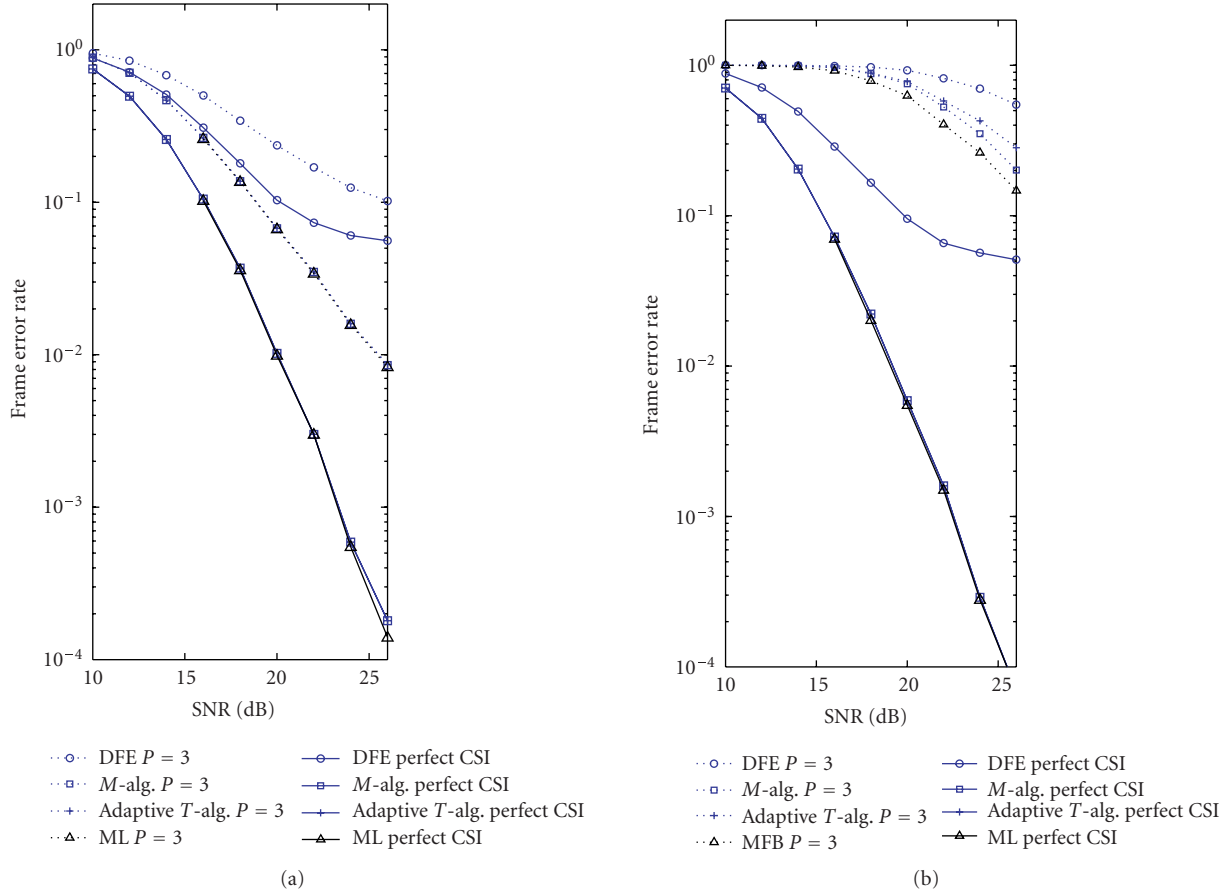 10^0
10^−1
10^−2
10^−3
10^−4
Frame error rate
10 15 20 25
SNR (dB)
DFE P = 3
M-alg. P = 3
Adaptive T-alg. P = 3
ML P = 3
DFE perfect CSI
M-alg. perfect CSI
Adaptive T-alg. perfect CSI
ML perfect CSI
(a)
10^0
10^−1
10^−2
10^−3
10^−4
Frame error rate
10 15 20 25
SNR (dB)
DFE P = 3
M-alg. P = 3
Adaptive T-alg. P = 3
MFB P = 3
DFE perfect CSI
M-alg. perfect CSI
Adaptive T-alg. perfect CSI
ML perfect CSI
(b)